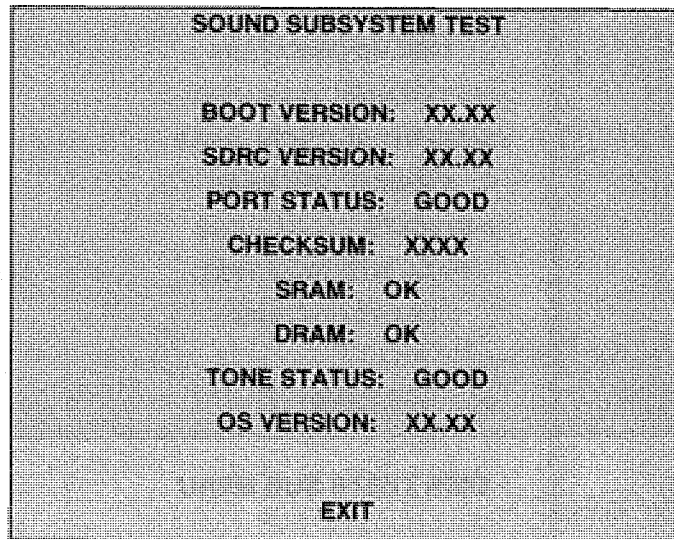 SOUND SUBSYSTEM TEST
BOOT VERSION: XX.XX
SDRC VERSION: XX.XX
PORT STATUS: GOOD
CHECKSUM: XXXX
SRAM: OK
DRAM: OK
TONE STATUS: GOOD
OS VERSION: XX.XX
EXIT